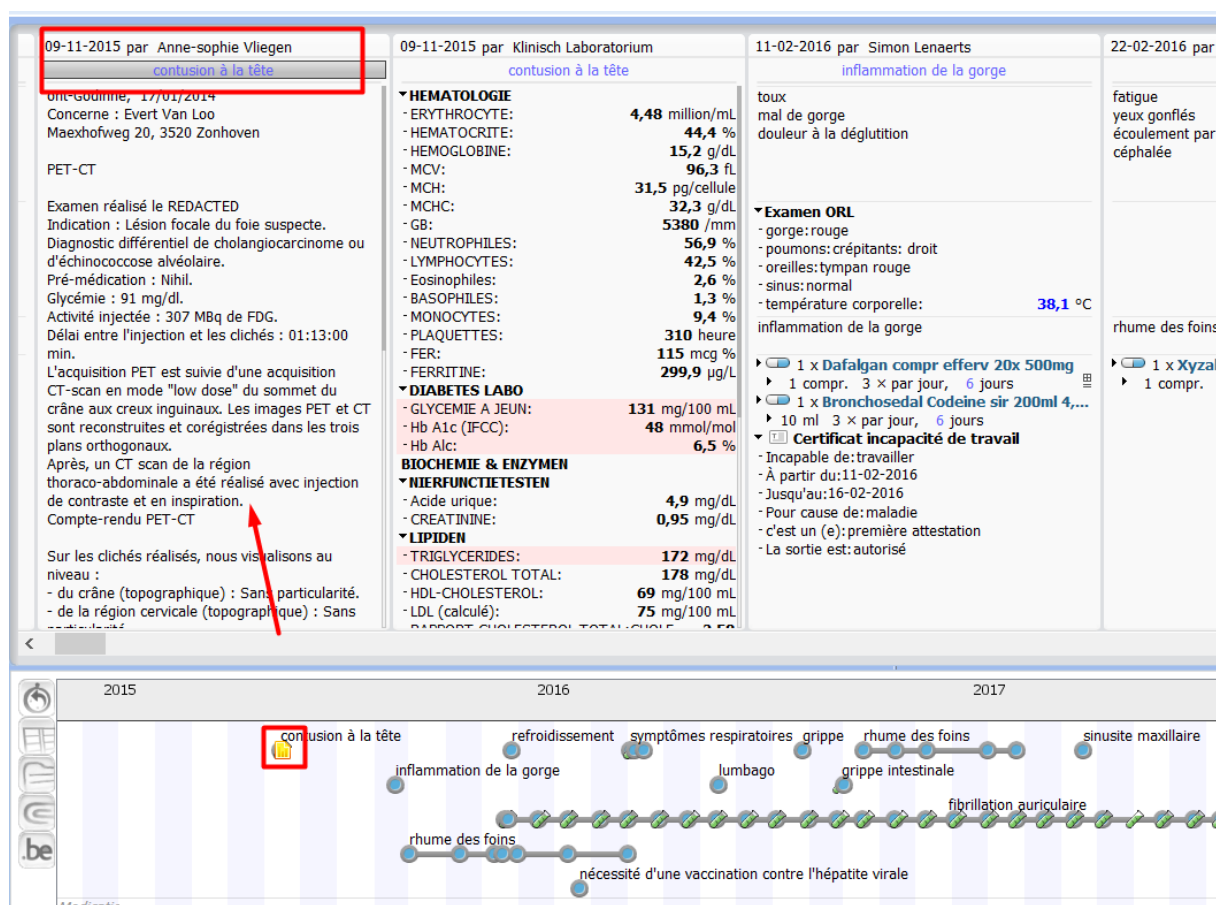 09-11-2015 par Anne-sophie Vliegen
contusion à la tête
ont-Godinne, 17/01/2014
Concerne : Evert Van Loo
Maexhofweg 20, 3520 Zonhoven
PET-CT
Examen réalisé le REDACTED
Indication : Lésion focale du foie suspecte.
Diagnostic différentiel de cholangiocarcinome ou
d'échinococcose alvéolaire.
Pré-médication : Nihil.
Glycémie : 91 mg/dl.
Activité injectée : 307 MBq de FDG.
Délai entre l'injection et les clichés : 01:13:00
min.
L'acquisition PET est suivie d'une acquisition
CT-scan en mode "low dose" du sommet du
crâne aux creux inguinaux. Les images PET et CT
sont reconstruites et corégistrées dans les trois
plans orthogonaux.
Après, un CT scan de la région
thoraco-abdominale a été réalisé avec injection
de contraste et en inspiration.
Compte-rendu PET-CT
Sur les clichés réalisés, nous visualisons au
niveau :
- du crâne (topographique) : Sans particularité.
- de la région cervicale (topographique) : Sans
particularité
09-11-2015 par Klinisch Laboratorium
contusion à la tête
HEMATOLOGIE
- ERYTHROCYTE: 4,48 million/mL
- HEMATOCRITE: 44,4 %
- HEMOGLOBINE: 15,2 g/dL
- MCV: 96,3 fL
- MCH: 31,5 pg/cellule
- MCHC: 32,3 g/dL
- GB: 5380 /mm
- NEUTROPHILES: 56,9 %
- LYMPHOCYTES: 42,5 %
- Eosinophiles: 2,6 %
- BASOPHILES: 1,3 %
- MONOCYTES: 9,4 %
- PLAQUETTES: 310 heure
- FER: 115 mcg %
- FERRITINE: 299,9 µg/L
DIABETES LABO
- GLYCEMIE A JEUN: 131 mg/100 mL
- Hb A1c (IFCC): 48 mmol/mol
- Hb Alc: 6,5 %
BIOCHEMIE & ENZYMEN
NIERFUNCTIETESTEN
- Acide urique: 4,9 mg/dL
- CREATININE: 0,95 mg/dL
LIPIDEN
- TRIGLYCERIDES: 172 mg/dL
- CHOLESTEROL TOTAL: 178 mg/dL
- HDL-CHOLESTEROL: 69 mg/100 mL
- LDL (calculé): 75 mg/100 mL
- RAPPORT CHOLESTEROL TOTAL:CHOLE... 2,58
11-02-2016 par Simon Lenaerts
inflammation de la gorge
toux
mal de gorge
douleur à la déglutition
Examen ORL
- gorge:rouge
- poumons:crépitants: droit
- oreilles:tympan rouge
- sinus:normal
- température corporelle: 38,1 °C
inflammation de la gorge
1 x Dafalgan compr efferv 20x 500mg
1 compr. 3 × par jour, 6 jours
1 x Bronchosedal Codeine sir 200ml 4,...
10 ml 3 × par jour, 6 jours
Certificat incapacité de travail
- Incapable de:travailler
- À partir du:11-02-2016
- Jusqu'au:16-02-2016
- Pour cause de:maladie
- c'est un (e):première attestation
- La sortie est:autorisé
22-02-2016 par
fatigue
yeux gonflés
écoulement par
céphalée
rhume des foins
1 x Xyzal
1 compr.
2015 2016 2017
contusion à la tête refroidissement symptômes respiratoires grippe rhume des foins sinusite maxillaire
inflammation de la gorge lumbago grippe intestinale
fibrillation auriculaire
rhume des foins
nécessité d'une vaccination contre l'hépatite virale
.be